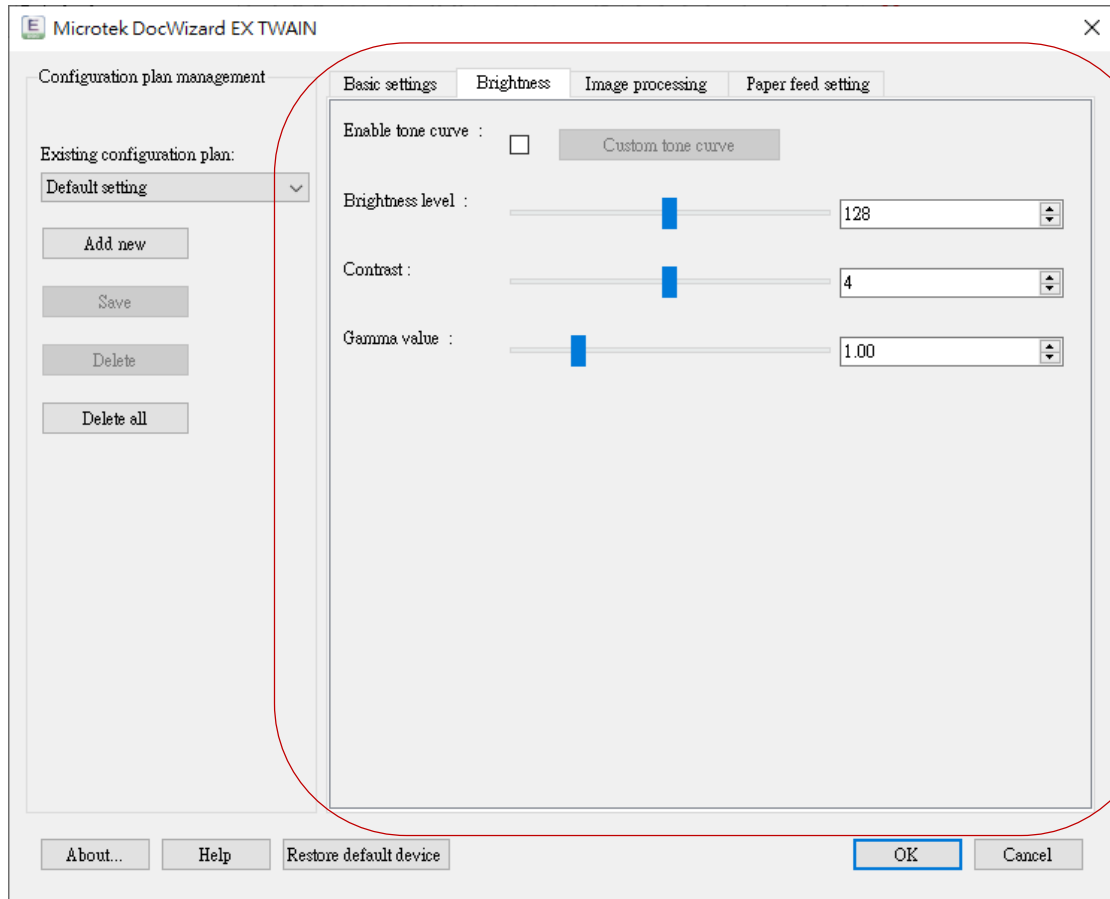 E
Microtek DocWizard EX TWAIN
Configuration plan management
Existing configuration plan:
Default setting
Add new
Save
Delete
Delete all
Basic settings
Brightness
Image processing
Paper feed setting
Enable tone curve :
Custom tone curve
Brightness level :
128
Contrast :
4
Gamma value :
1.00
About...
Help
Restore default device
OK
Cancel